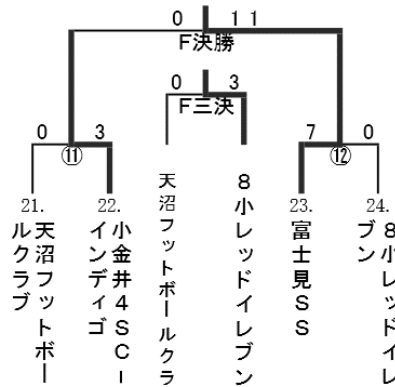 0 11
F決勝
0 3
F三決
0 3
⑪
7 0
⑫
21.
天沼フットボー
ルクラブ
22.
小金井4SCー
インディゴ
天沼フットボールクラ
8小レッドイレブン
23.
富士見SS
24.
8小レッドイレ
ブン